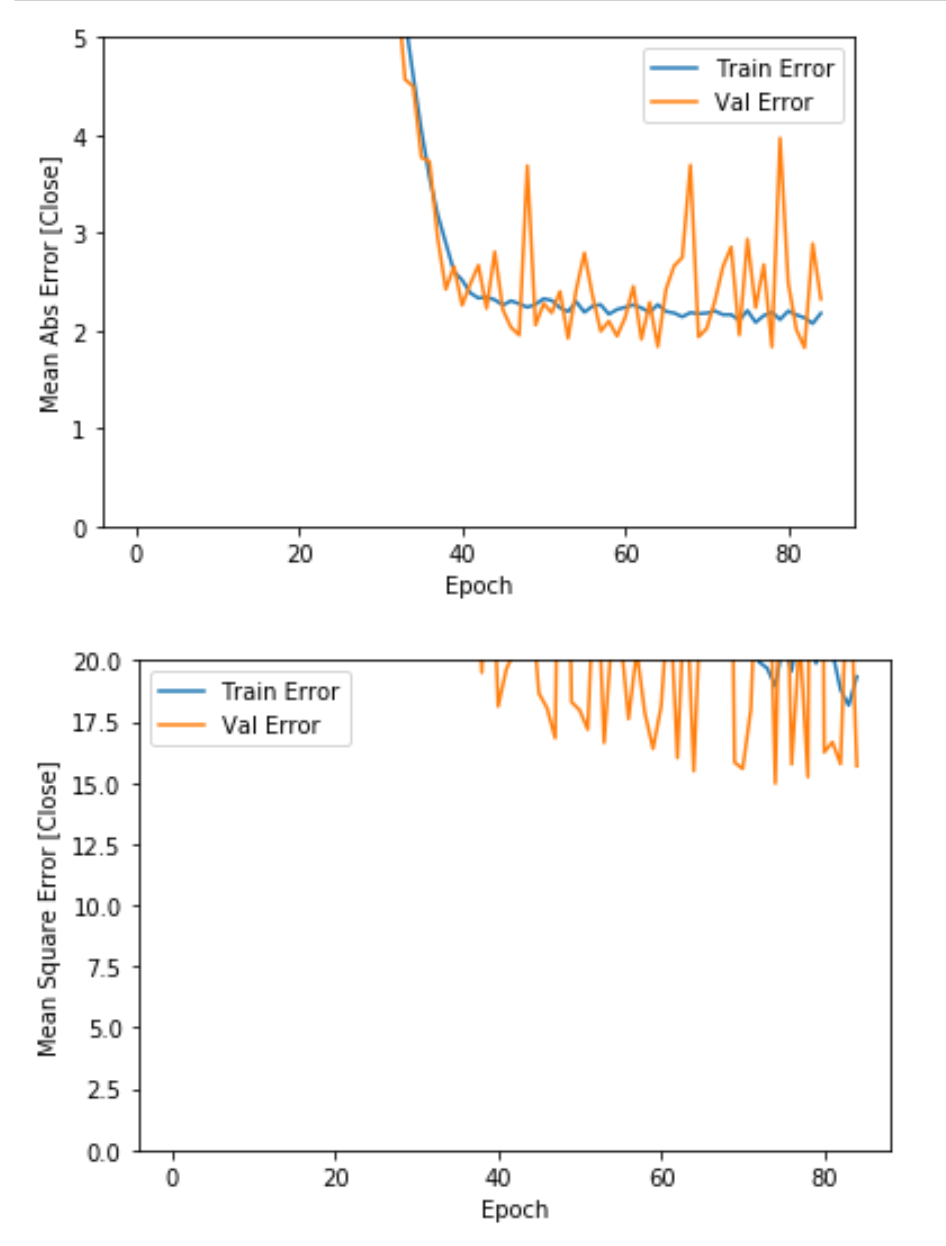 5
4
3
2
1
0
Mean Abs Error [Close]
Train Error
Val Error
0 20 40 60 80
Epoch
20.0
17.5
15.0
12.5
10.0
7.5
5.0
2.5
0.0
Mean Square Error [Close]
Train Error
Val Error
0 20 40 60 80
Epoch